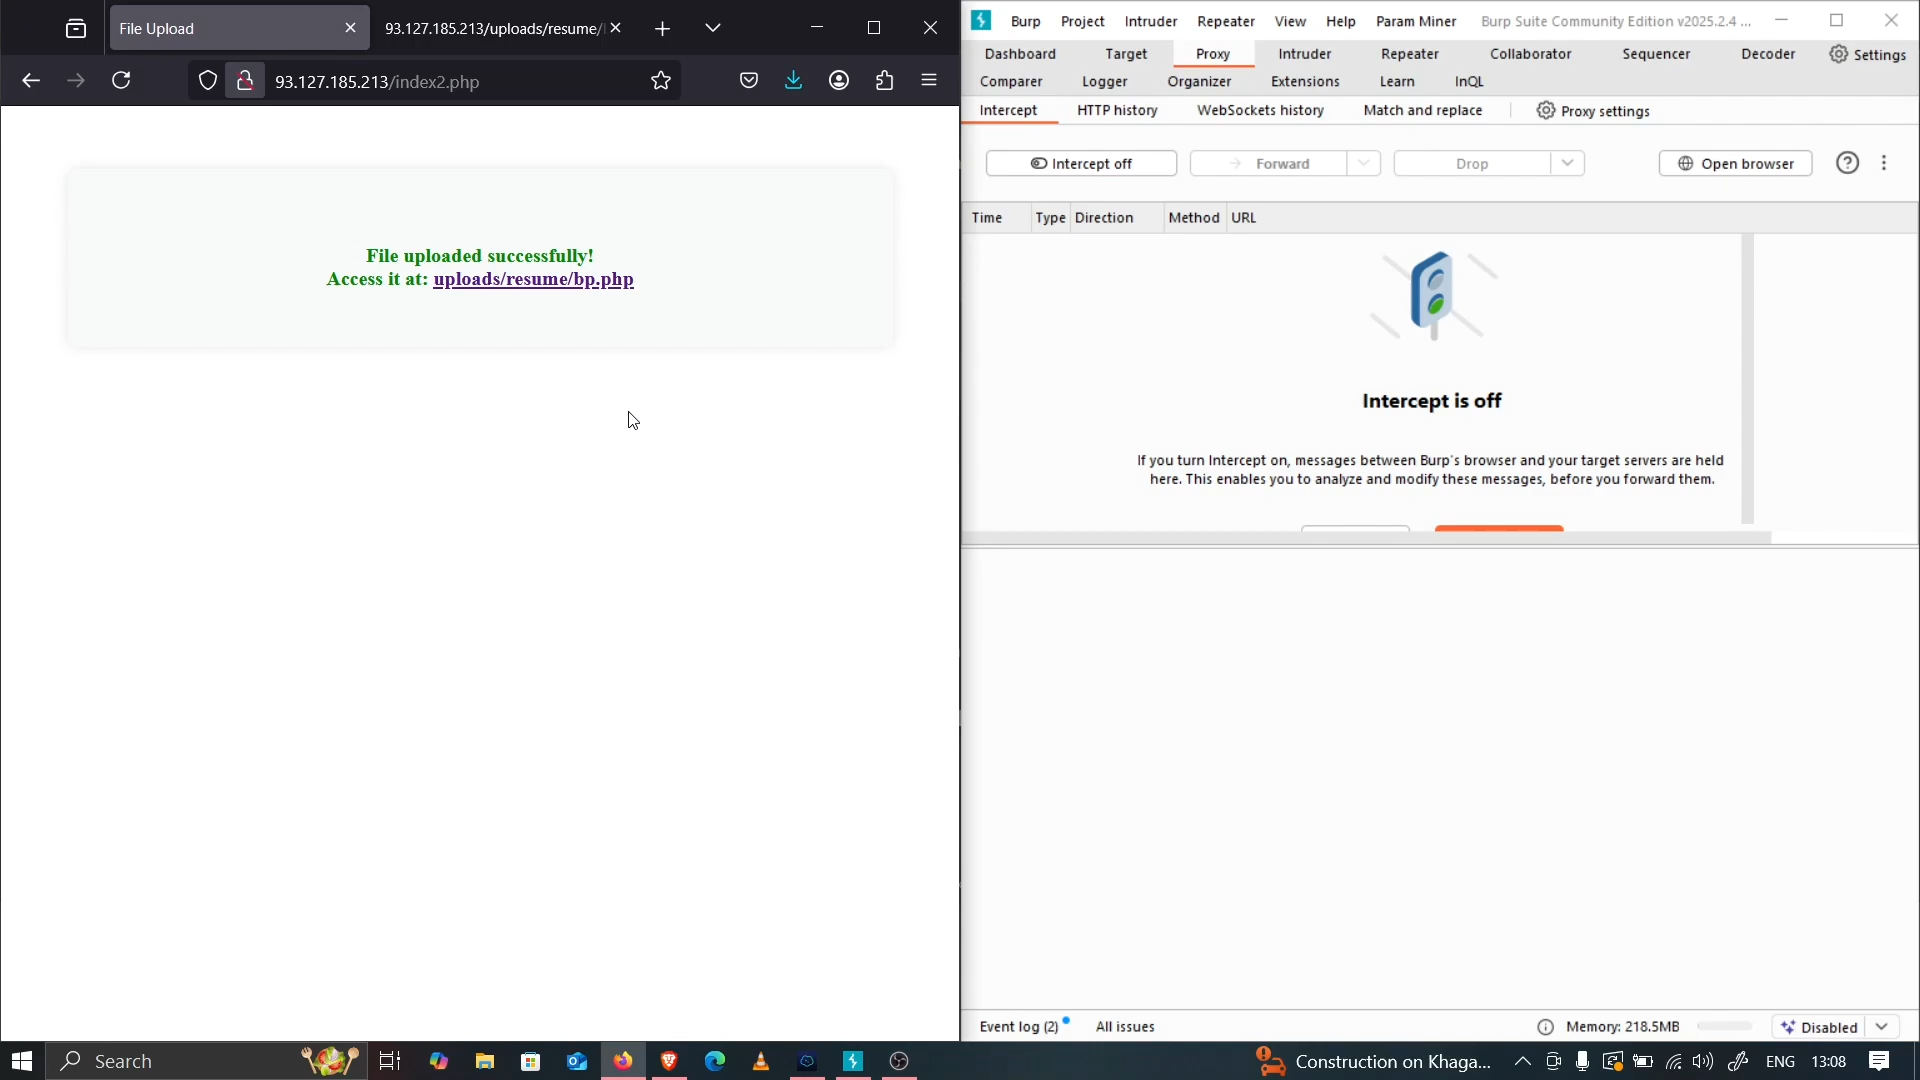 File Upload
93.127.185.213/uploads/resume/
93.127.185.213/index2.php
File uploaded successfully!
Access it at: uploads/resume/bp.php
Burp Project Intruder Repeater View Help Param Miner Burp Suite Community Edition v2025.2.4 ...
Dashboard Target Proxy Intruder Repeater Collaborator Sequencer Decoder Settings
Comparer Logger Organizer Extensions Learn InQL
Intercept HTTP history WebSockets history Match and replace Proxy settings
Intercept off Forward Drop Open browser
Time Type Direction Method URL
Intercept is off
If you turn Intercept on, messages between Burp's browser and your target servers are held
here. This enables you to analyze and modify these messages, before you forward them.
Event log (2) All issues Memory: 218.5MB Disabled
Search Construction on Khaga... ENG 13:08